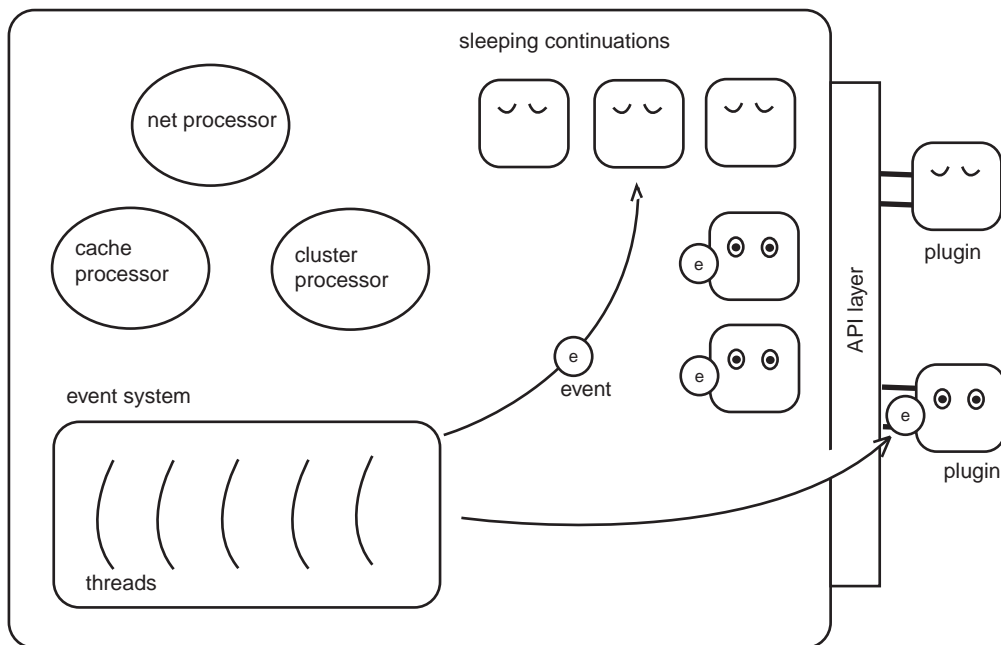 sleeping continuations
net processor
cache
processor
cluster
processor
e
e
e
event
event system
threads
API layer
plugin
e
plugin